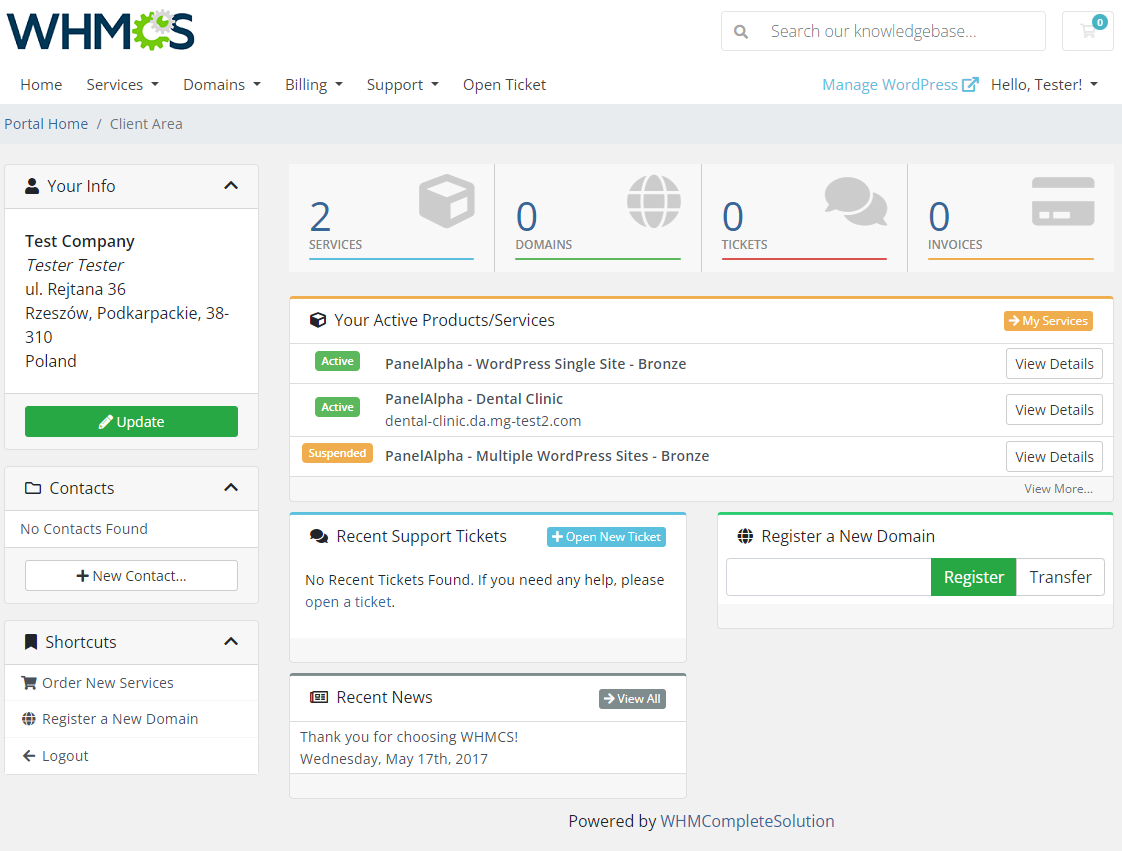 WHMCS
Search our knowledgebase...
0
Home Services Domains Billing Support Open Ticket
Manage WordPress Hello, Tester!
Portal Home / Client Area
Your Info
Test Company
Tester Tester
ul. Rejtana 36
Rzeszów, Podkarpackie, 38-
310
Poland
Update
Contacts
No Contacts Found
New Contact...
Shortcuts
Order New Services
Register a New Domain
Logout
2
SERVICES
0
DOMAINS
0
TICKETS
0
INVOICES
Your Active Products/Services
My Services
Active PanelAlpha - WordPress Single Site - Bronze View Details
Active PanelAlpha - Dental Clinic
dental-clinic.da.mg-test2.com
View Details
Suspended PanelAlpha - Multiple WordPress Sites - Bronze View Details
View More...
Recent Support Tickets
Open New Ticket
No Recent Tickets Found. If you need any help, please
open a ticket.
Register a New Domain
Register Transfer
Recent News
View All
Thank you for choosing WHMCS!
Wednesday, May 17th, 2017
Powered by WHMCompleteSolution